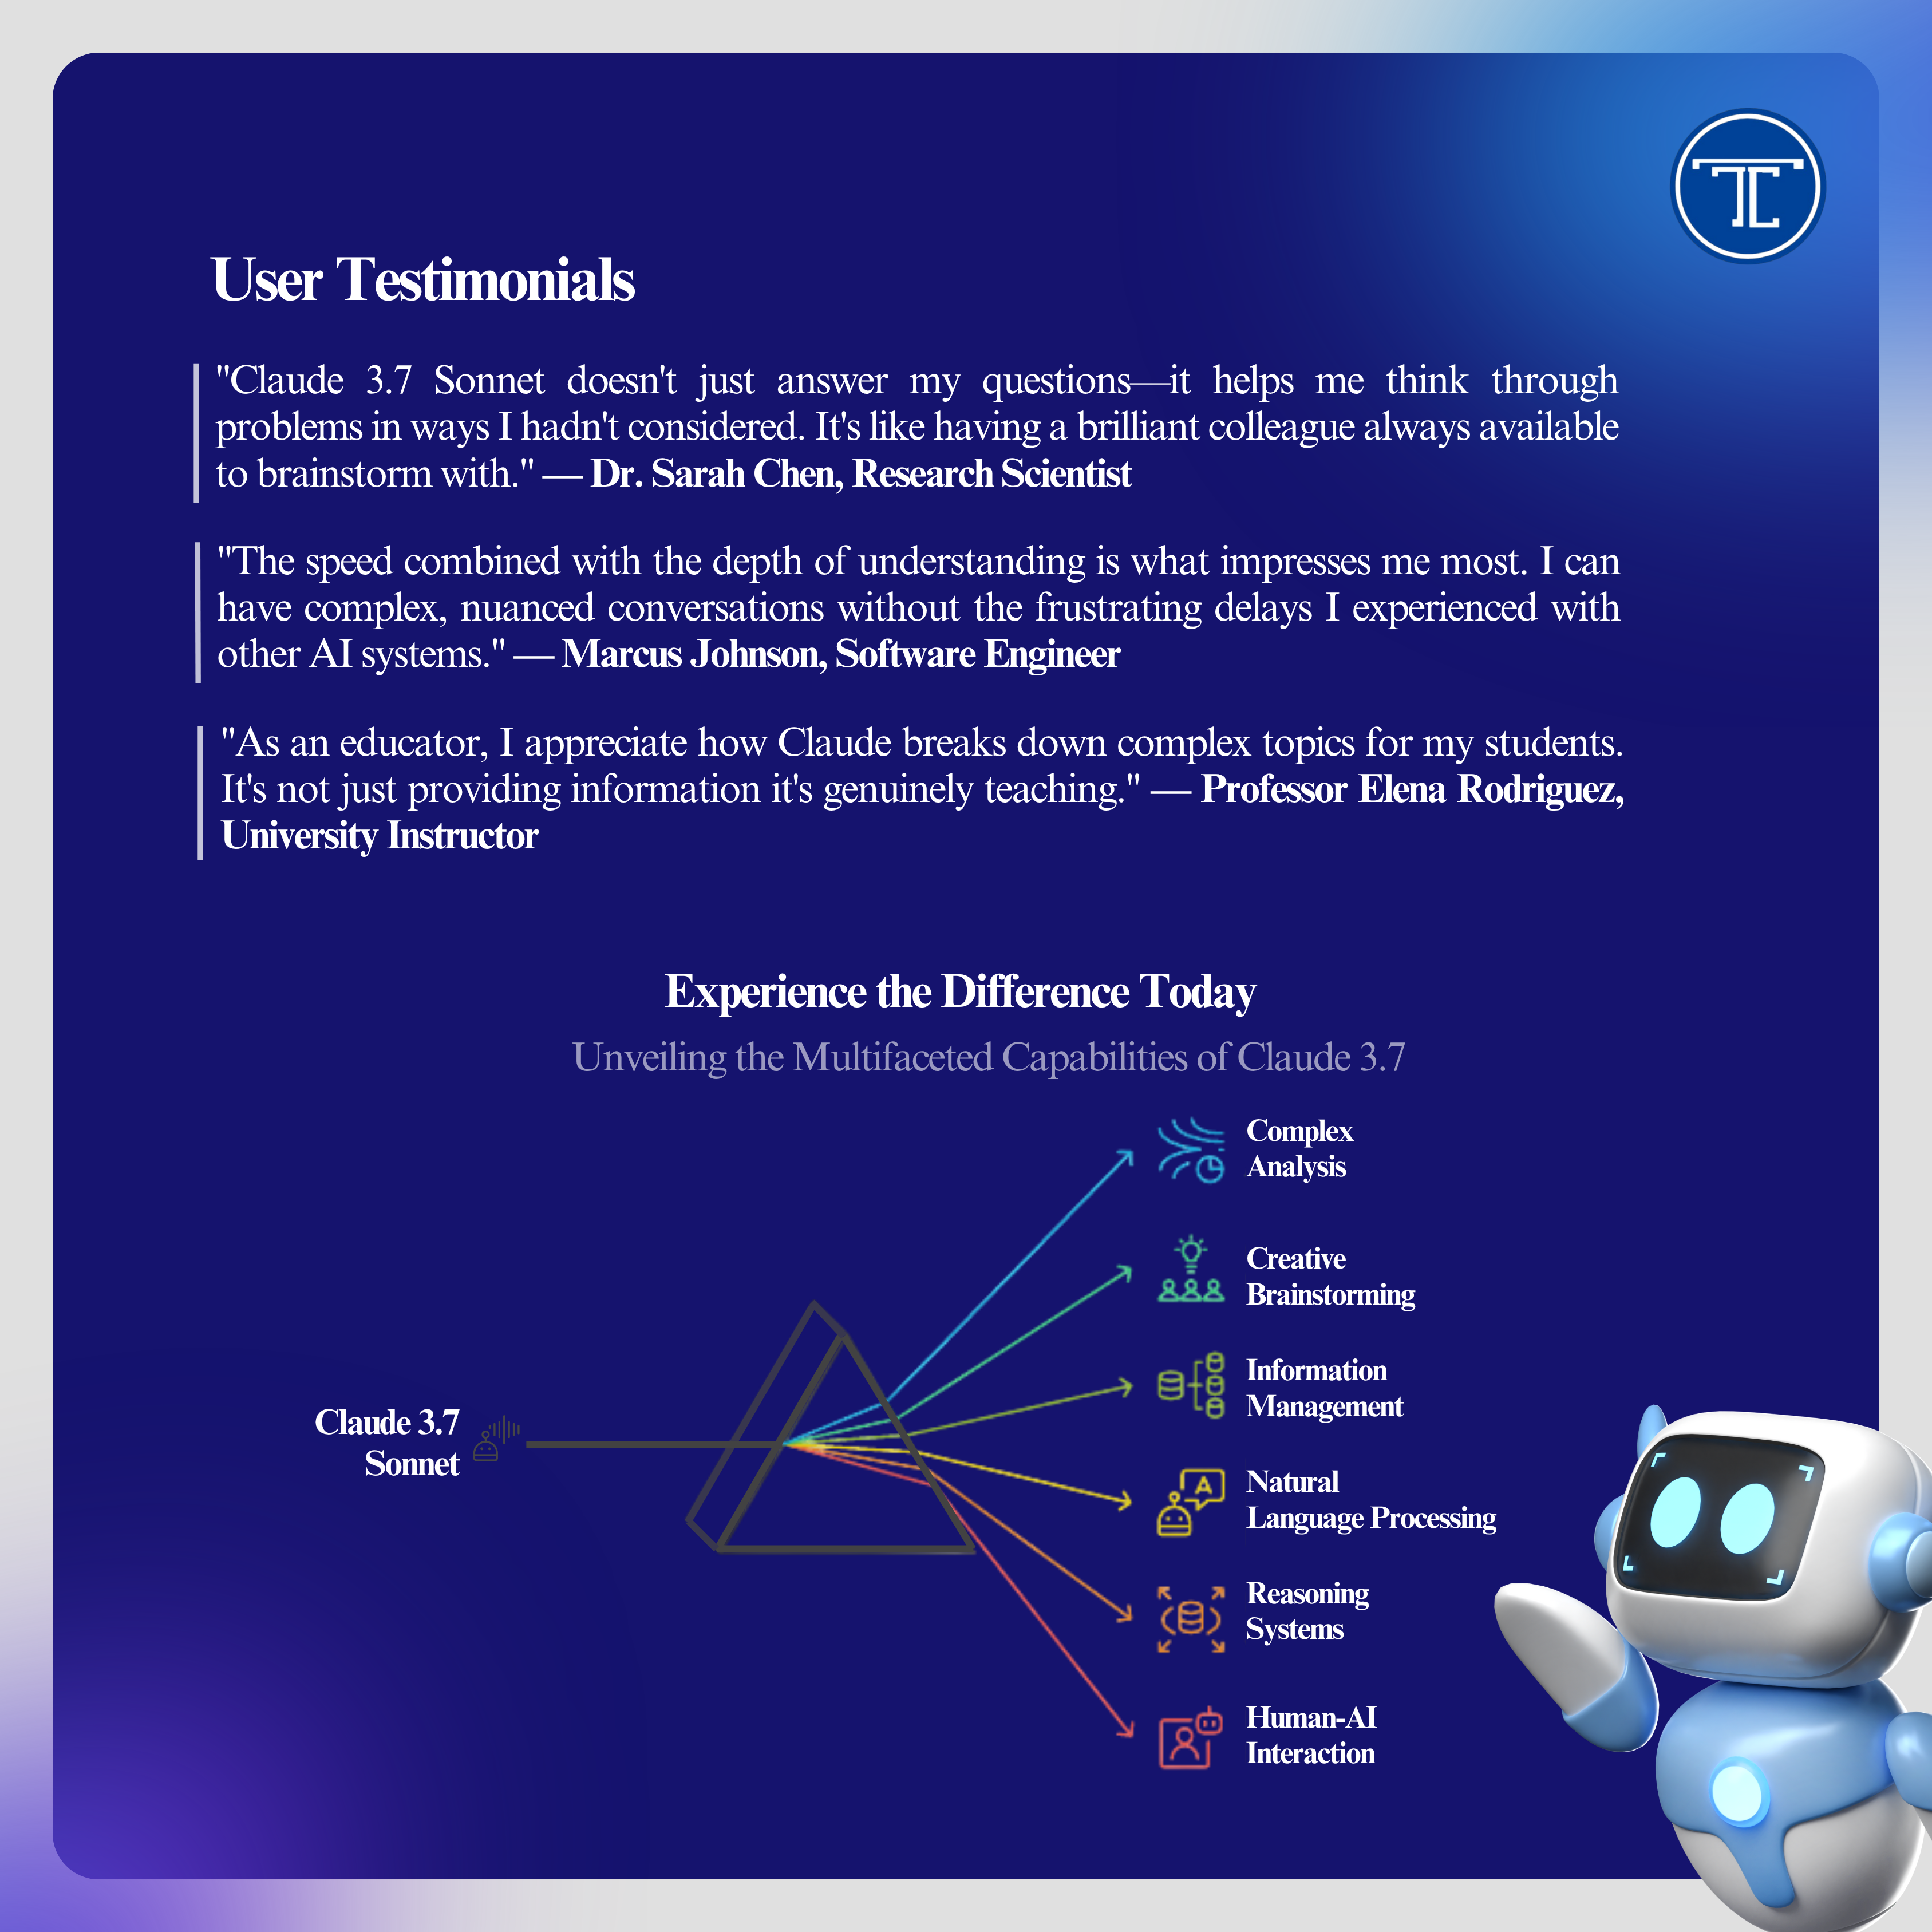 TC
User Testimonials
"Claude 3.7 Sonnet doesn't just answer my questions—it helps me think through
problems in ways I hadn't considered. It's like having a brilliant colleague always available
to brainstorm with." — Dr. Sarah Chen, Research Scientist
"The speed combined with the depth of understanding is what impresses me most. I can
have complex, nuanced conversations without the frustrating delays I experienced with
other AI systems." — Marcus Johnson, Software Engineer
"As an educator, I appreciate how Claude breaks down complex topics for my students.
It's not just providing information it's genuinely teaching." — Professor Elena Rodriguez,
University Instructor
Experience the Difference Today
Unveiling the Multifaceted Capabilities of Claude 3.7
Claude 3.7
Sonnet
Complex
Analysis
Creative
Brainstorming
Information
Management
A
Natural
Language Processing
Reasoning
Systems
Human-AI
Interaction